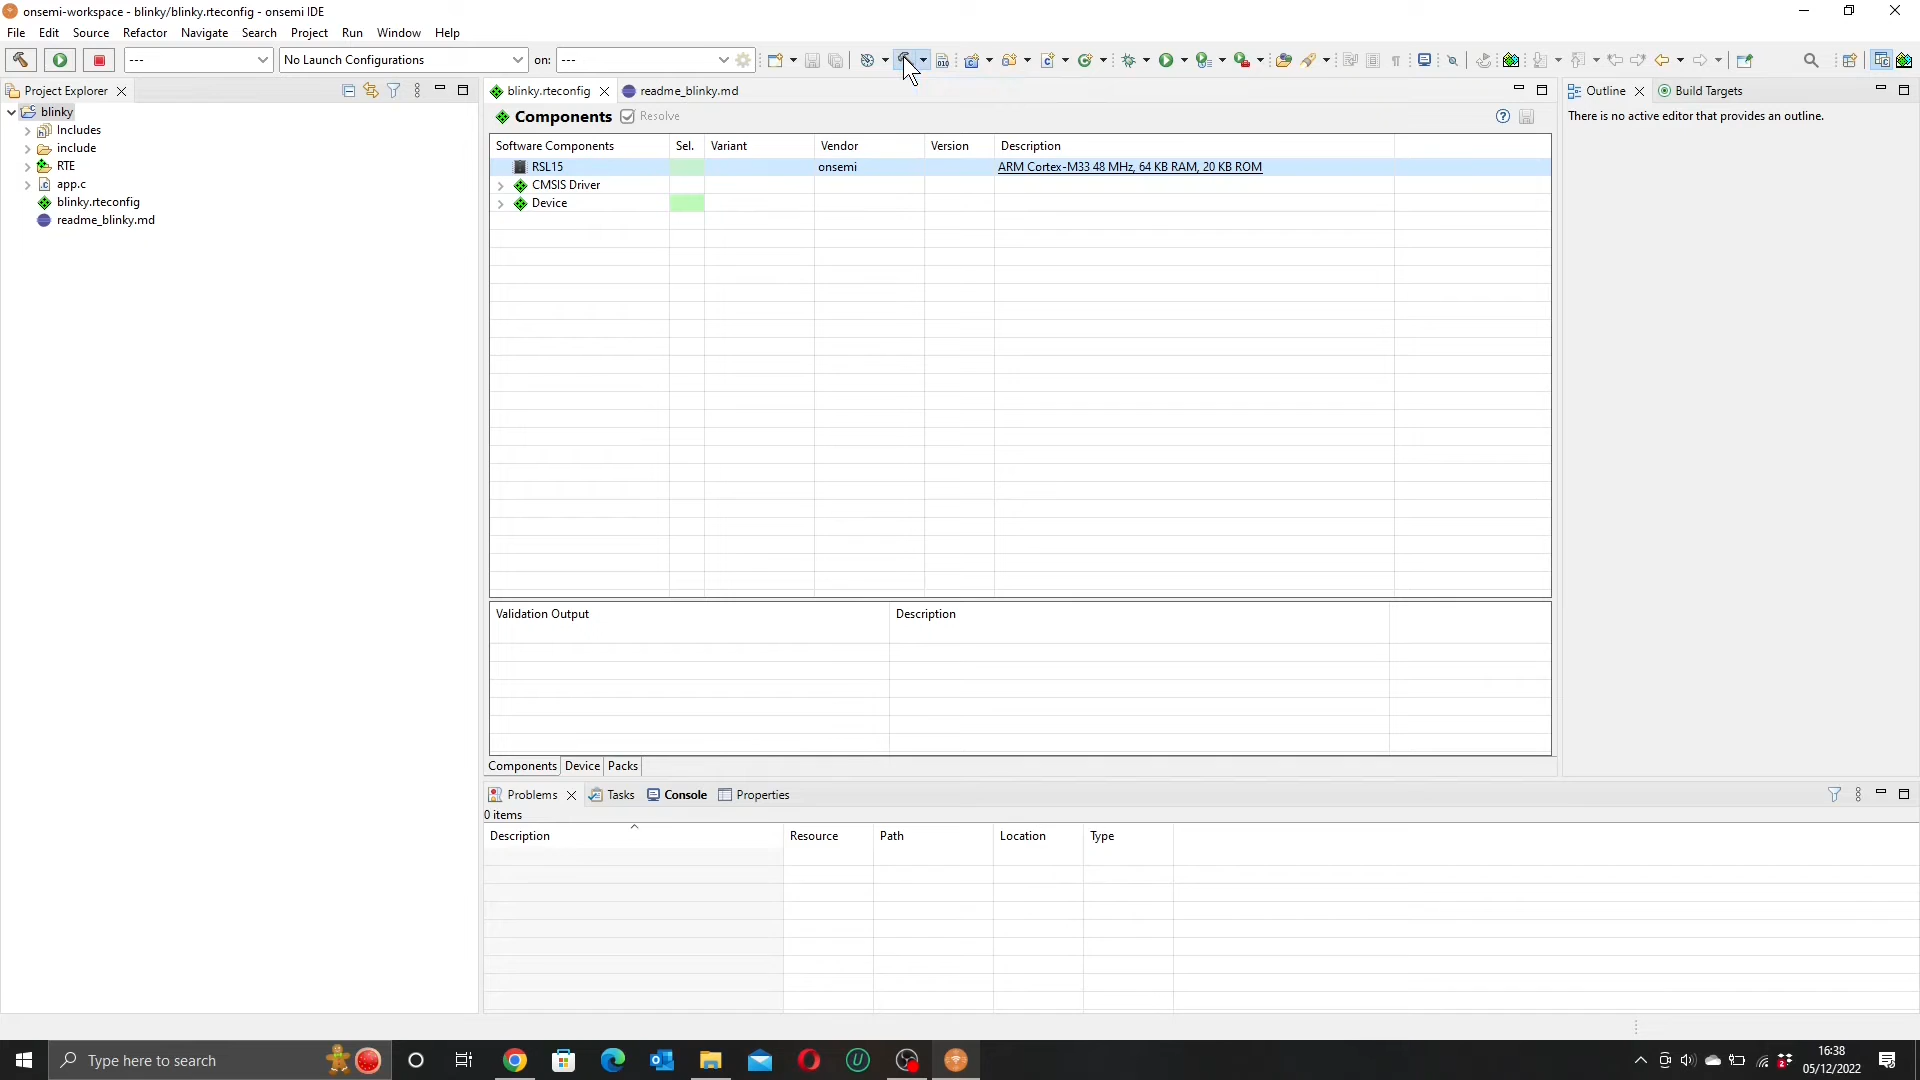 onsemi-workspace - blinky/blinky.rteconfig - onsemi IDE
File Edit Source Refactor Navigate Search Project Run Window Help
--- No Launch Configurations on: --- 010
Project Explorer
blinky
Includes
include
RTE
app.c
blinky.rteconfig
readme_blinky.md
blinky.rteconfig readme_blinky.md
Components Resolve
Software Components Sel. Variant Vendor Version Description
RSL15 onsemi ARM Cortex-M33 48 MHz, 64 KB RAM, 20 KB ROM
CMSIS Driver
Device
Validation Output Description
Components Device Packs
Outline Build Targets
There is no active editor that provides an outline.
Problems Tasks Console Properties
0 items
Description Resource Path Location Type
Type here to search
16:38
05/12/2022